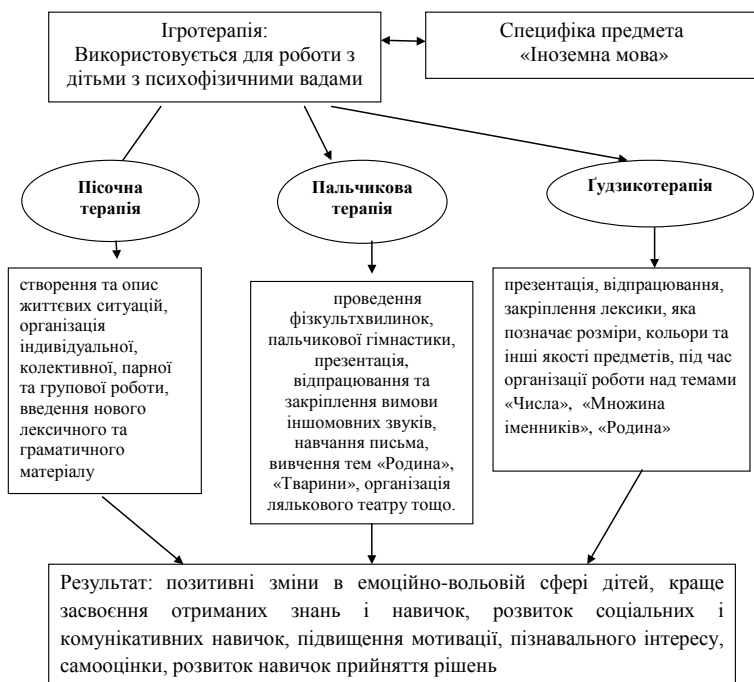 Ігротерапія:
Використовується для роботи з
дітьми з психофізичними вадами
Специфіка предмета
«Іноземна мова»
Пісочна
терапія
Пальчикова
терапія
Ґудзикотерапія
створення та опис
життєвих ситуацій,
організація
індивідуальної,
колективної, парної
та групової роботи,
введення нового
лексичного та
граматичного
матеріалу
проведення
фізкультхвилинок,
пальчикової гімнастики,
презентація,
відпрацювання та
закріплення вимови
іншомовних звуків,
навчання письма,
вивчення тем «Родина»,
«Тварини», організація
лялькового театру тощо.
презентація, відпрацювання,
закріплення лексики, яка
позначає розміри, кольори та
інші якості предметів, під час
організації роботи над темами
«Числа», «Множина
іменників», «Родина»
Результат: позитивні зміни в емоційно-вольовій сфері дітей, краще
засвоєння отриманих знань і навичок, розвиток соціальних і
комунікативних навичок, підвищення мотивації, пізнавального інтересу,
самооцінки, розвиток навичок прийняття рішень